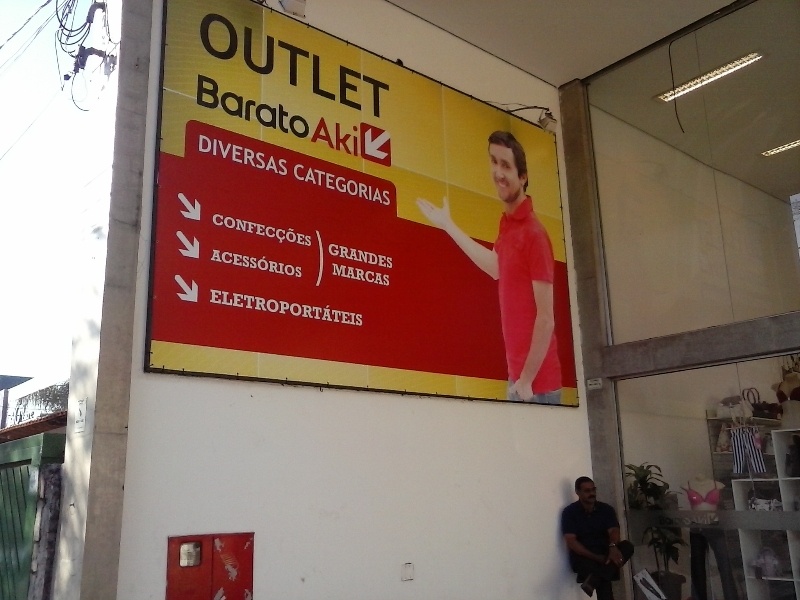 OUTLET
BaratoAki
DIVERSAS CATEGORIAS
CONFECÇÕES
ACESSÓRIOS
GRANDES
MARCAS
ELETROPORTÁTEIS